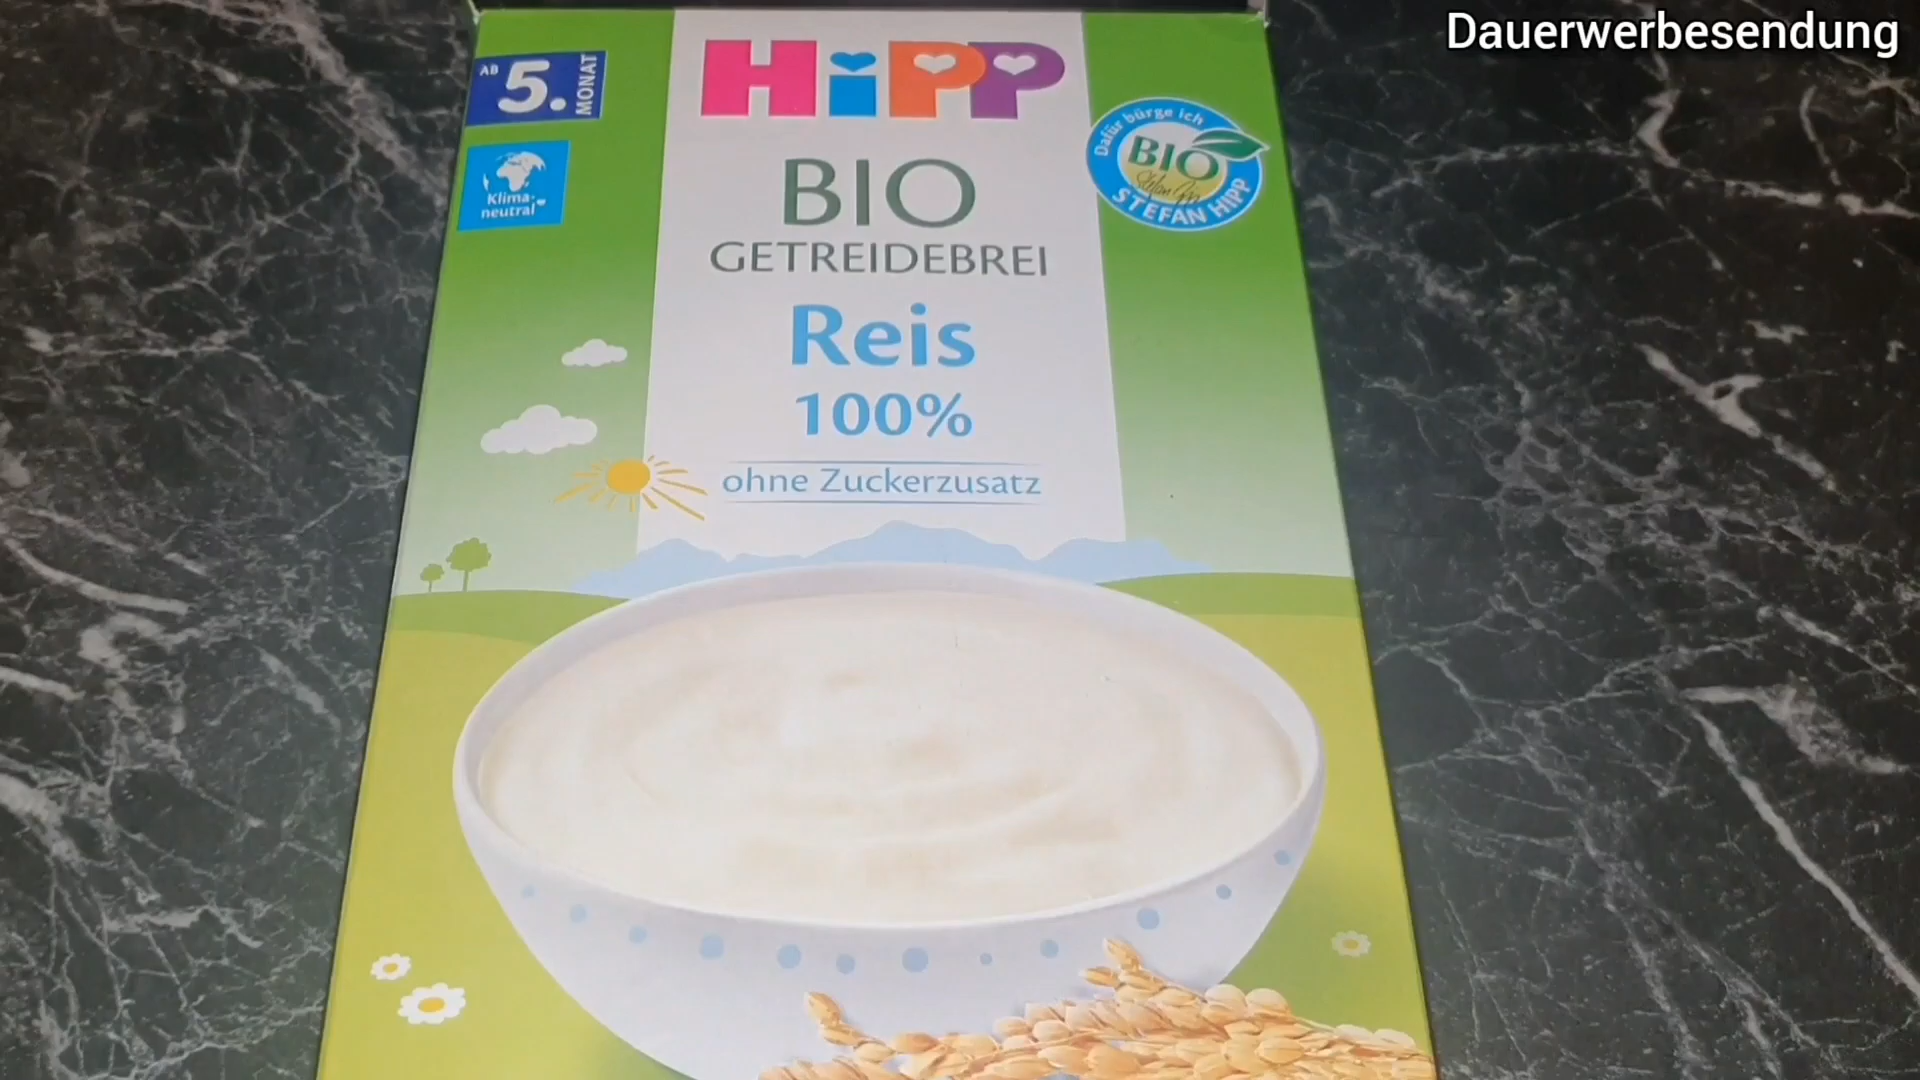 Dauerwerbesendung
AB 5. MONAT
HiPP
Klima-
neutral
Dafür bürge ich
BIO
STEFAN HIPP
BIO
GETREIDEBREI
Reis
100%
ohne Zuckerzusatz